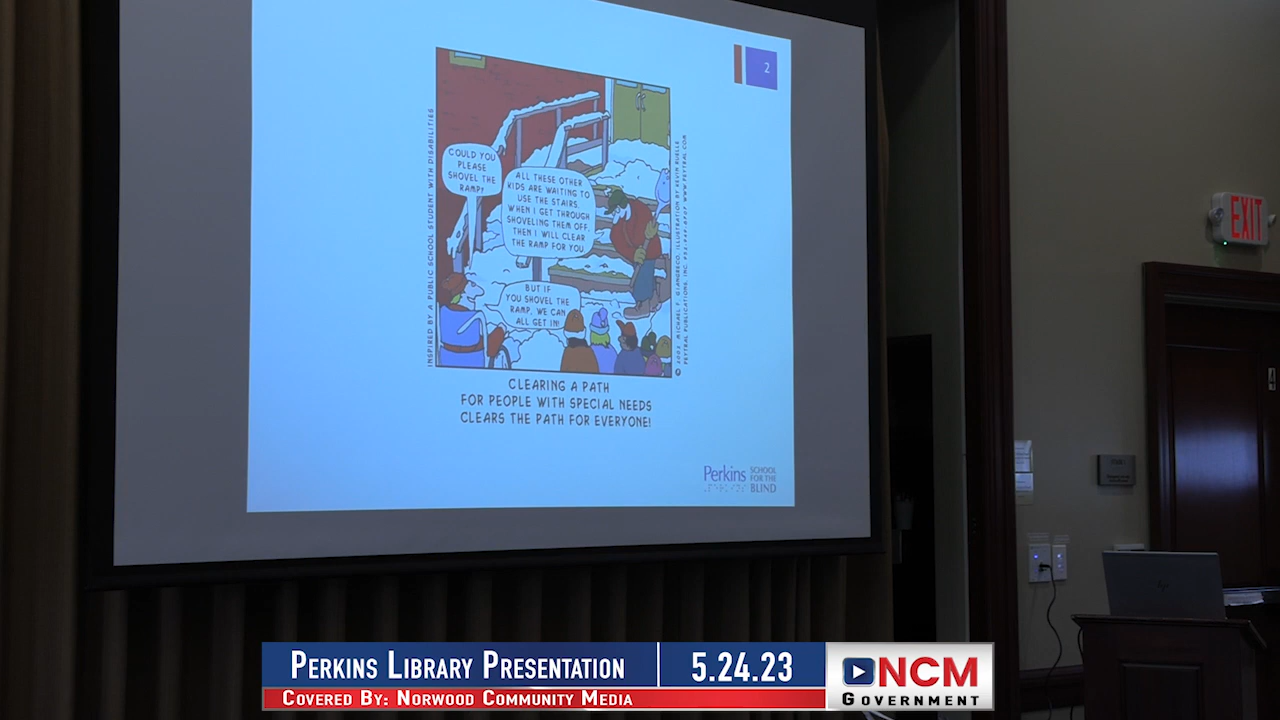 2
INSPIRED BY A PUBLIC SCHOOL STUDENT WITH DISABILITIES
COULD YOU
PLEASE
SHOVEL THE
RAMP?
ALL THESE OTHER
KIDS ARE WAITING TO
USE THE STAIRS.
WHEN I GET THROUGH
SHOVELING THEM OFF,
THEN I WILL CLEAR
THE RAMP FOR YOU.
BUT IF
YOU SHOVEL THE
RAMP, WE CAN
ALL GET IN!
CLEARING A PATH
FOR PEOPLE WITH SPECIAL NEEDS
CLEARS THE PATH FOR EVERYONE!
Perkins SCHOOL
FOR THE
BLIND
EXIT
PERKINS LIBRARY PRESENTATION
5.24.23
COVERED BY: NORWOOD COMMUNITY MEDIA
NCM
GOVERNMENT